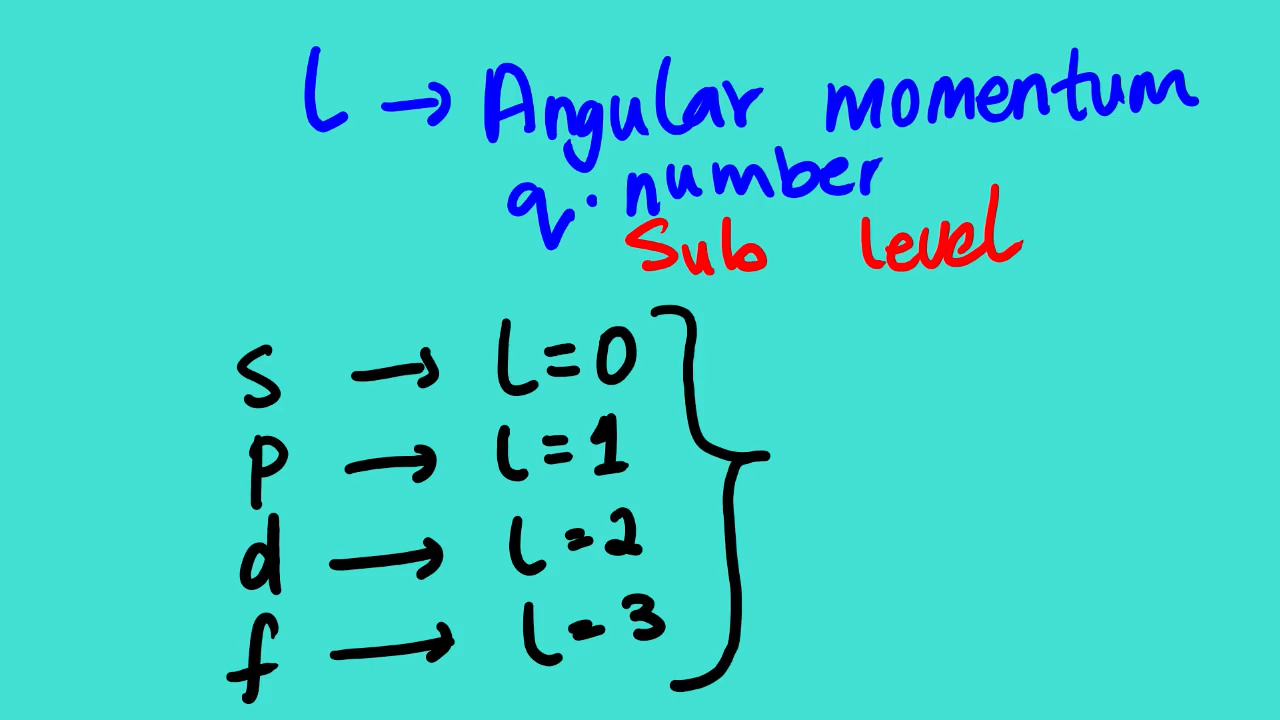 l → Angular momentum
q. number
Sub level
s → l = 0
p → l = 1
d → l = 2
f → l = 3